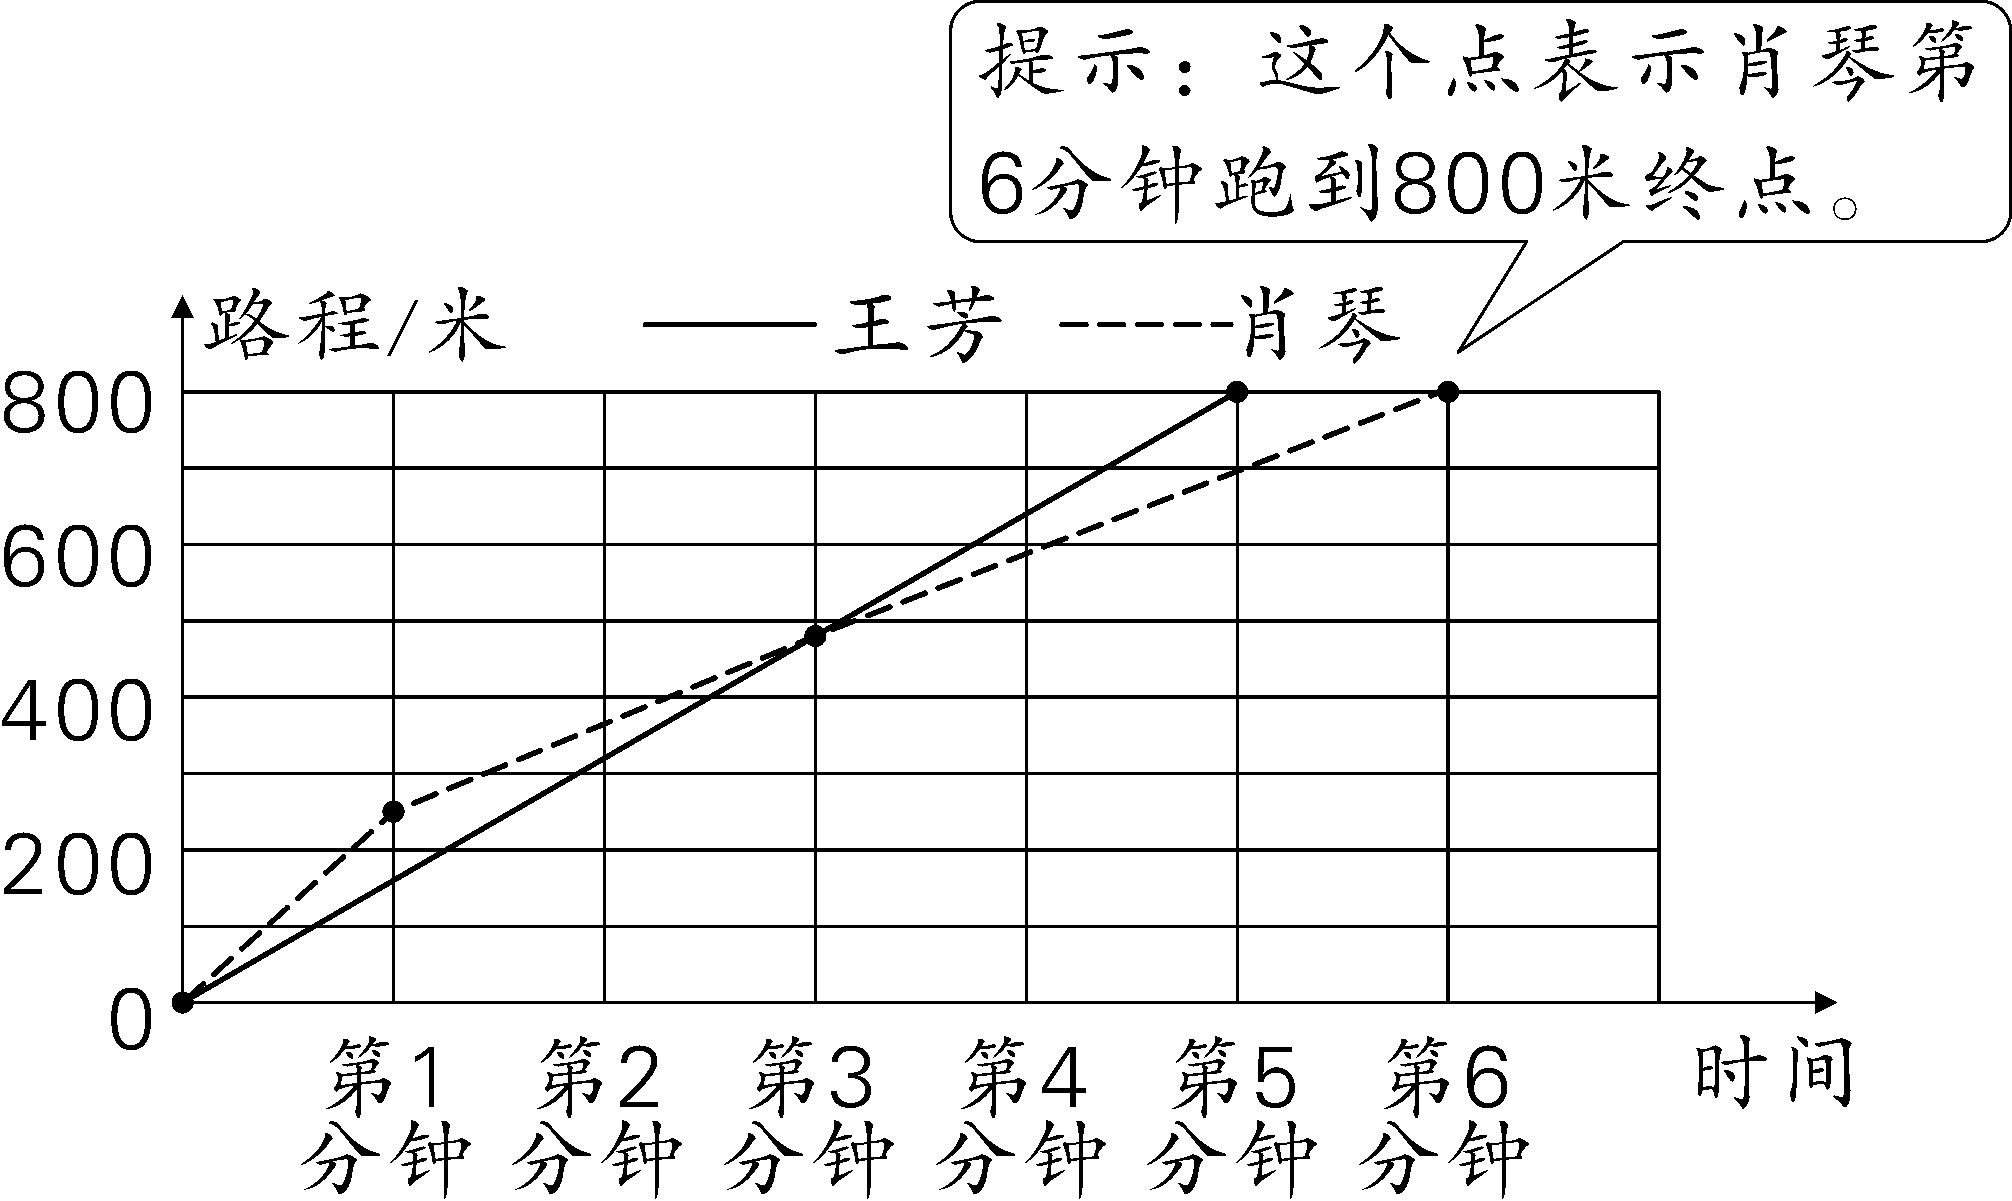 提示：这个点表示肖琴第
6分钟跑到800米终点。
路程/米
王芳
肖琴
800
600
400
200
0
第1分钟
第2分钟
第3分钟
第4分钟
第5分钟
第6分钟
时间